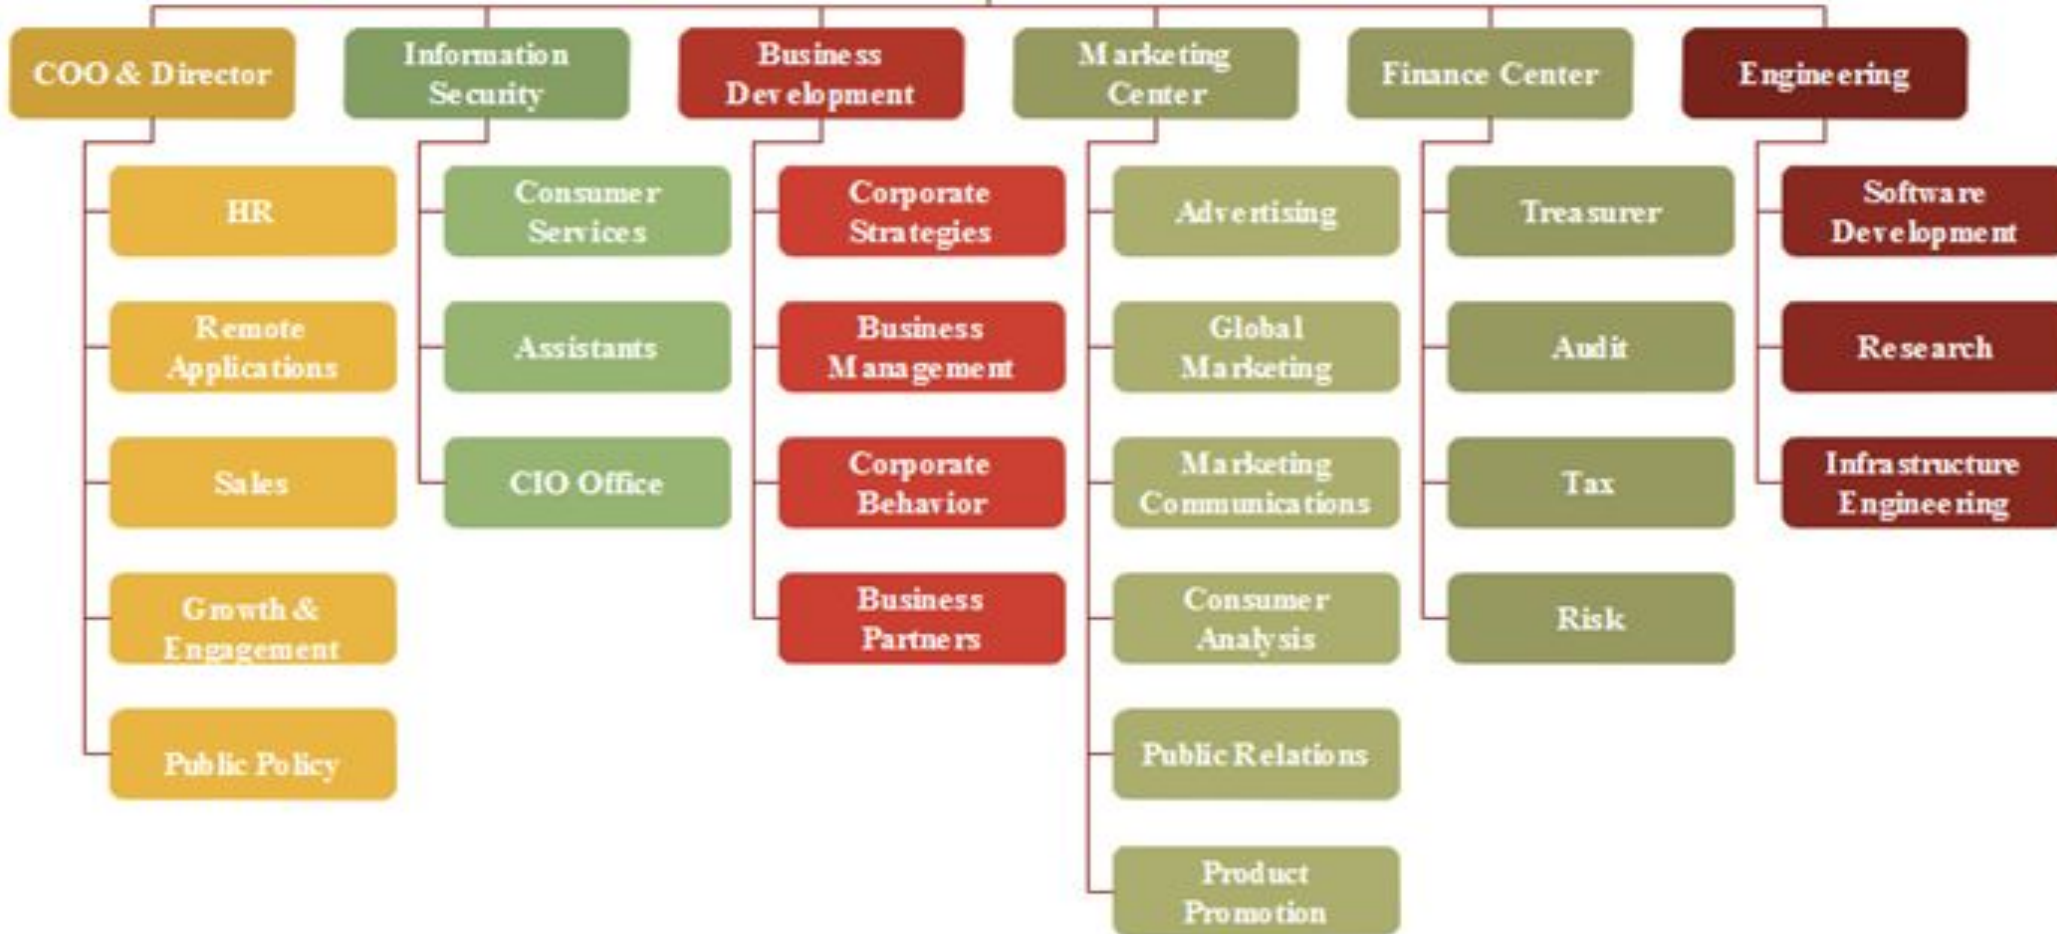 COO & Director
Information
Security
Business
Development
Marketing
Center
Finance Center
Engineering
HR
Remote
Applications
Sales
Growth &
Engagement
Public Policy
Consumer
Services
Assistants
CIO Office
Corporate
Strategies
Business
Management
Corporate
Behavior
Business
Partners
Advertising
Global
Marketing
Marketing
Communications
Consumer
Analysis
Public Relations
Product
Promotion
Treasurer
Audit
Tax
Risk
Software
Development
Research
Infrastructure
Engineering